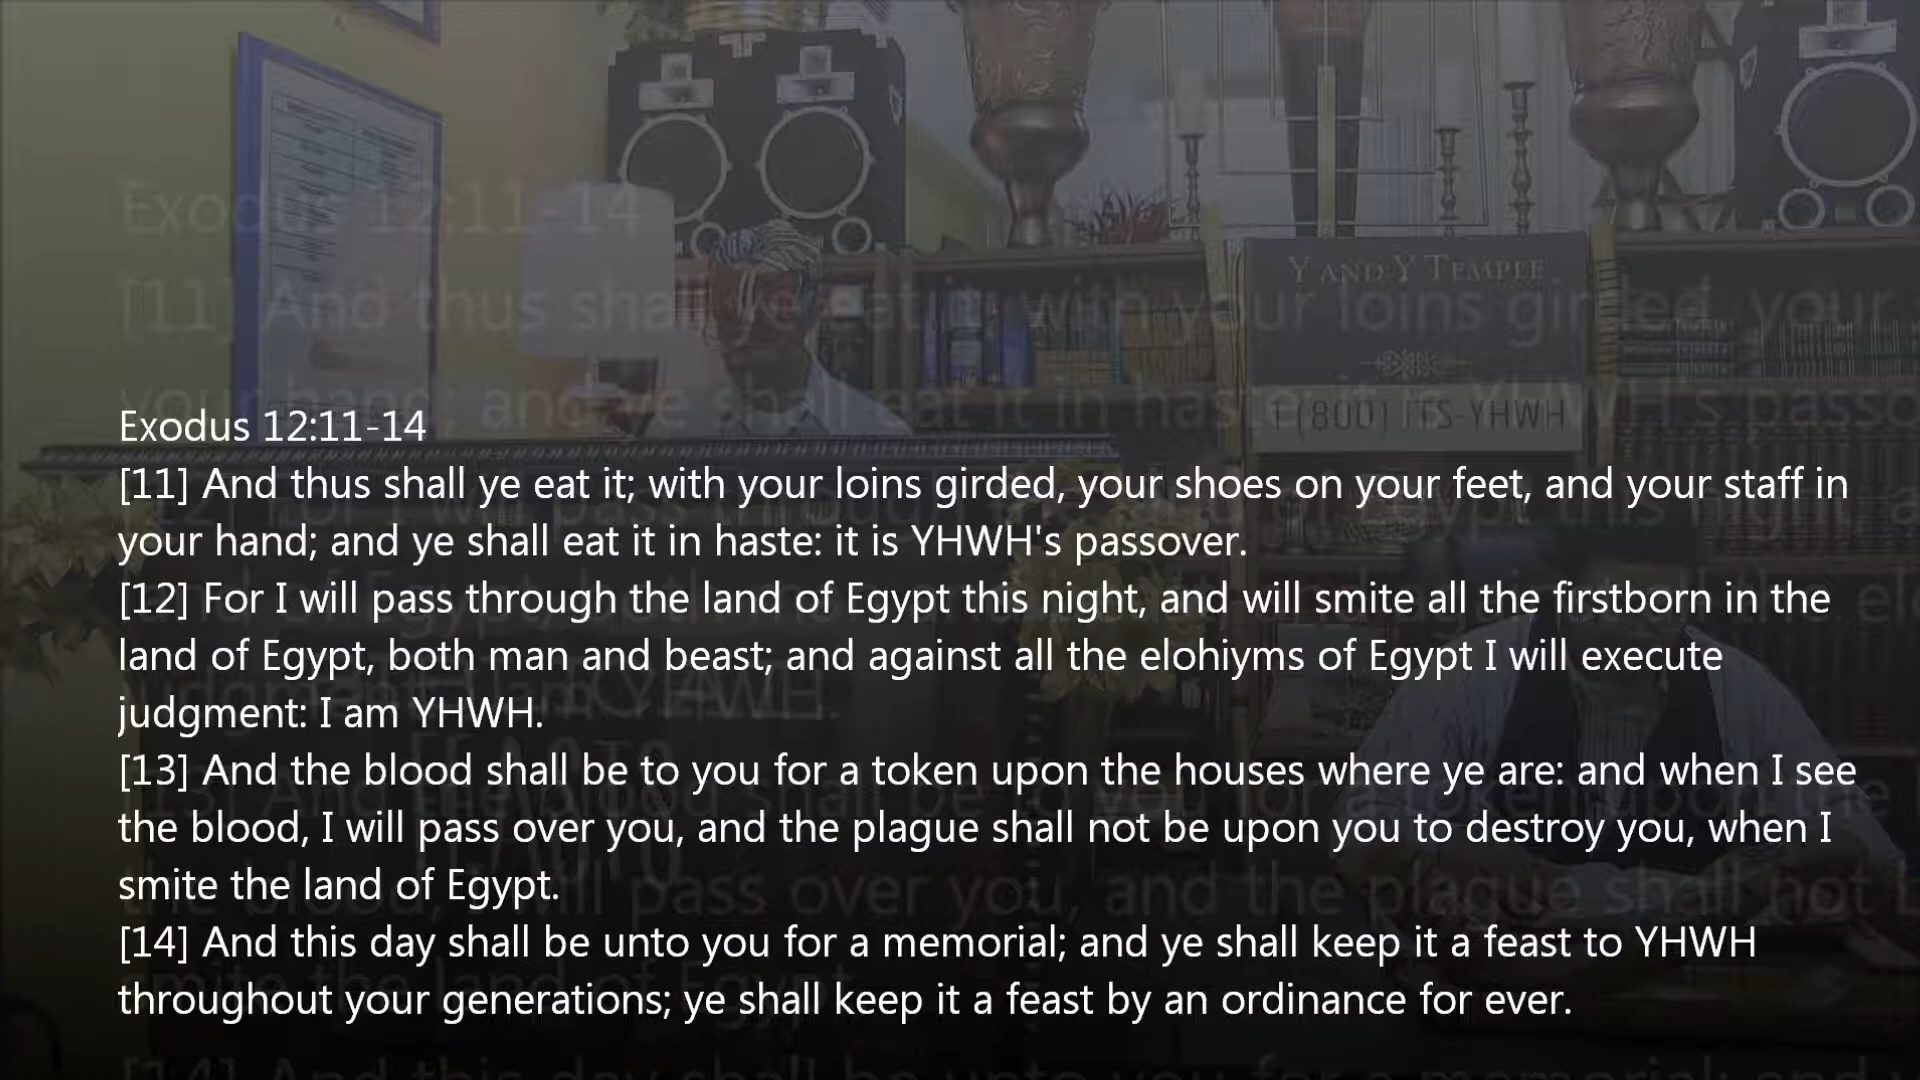 Y AND Y TEMPLE
1 (800) ITS-YHWH
Exodus 12:11-14
[11] And thus shall ye eat it; with your loins girded, your shoes on your feet, and your staff in
your hand; and ye shall eat it in haste: it is YHWH's passover.
[12] For I will pass through the land of Egypt this night, and will smite all the firstborn in the
land of Egypt, both man and beast; and against all the elohiyms of Egypt I will execute
judgment: I am YHWH.
[13] And the blood shall be to you for a token upon the houses where ye are: and when I see
the blood, I will pass over you, and the plague shall not be upon you to destroy you, when I
smite the land of Egypt.
[14] And this day shall be unto you for a memorial; and ye shall keep it a feast to YHWH
throughout your generations; ye shall keep it a feast by an ordinance for ever.